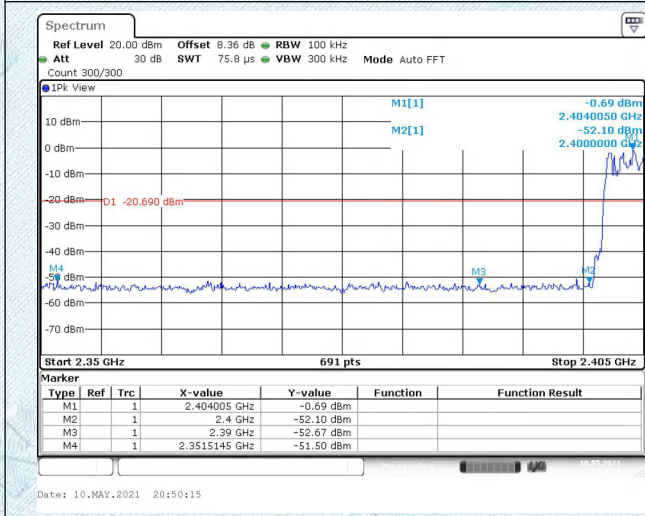 Spectrum
Ref Level 20.00 dBm Offset 8.36 dB RBW 100 kHz
Att 30 dB SWT 75.8 µs VBW 300 kHz Mode Auto FFT
Count 300/300
1Pk View
M1[1] -0.69 dBm
2.4040050 GHz
M2[1] -52.10 dBm
2.4000000 GHz
10 dBm
0 dBm
-10 dBm
-20 dBm
D1 -20.690 dBm
-30 dBm
-40 dBm
-50 dBm
-60 dBm
-70 dBm
M1
M4
M3
M2
Start 2.35 GHz 691 pts Stop 2.405 GHz
Marker
Type Ref Trc X-value Y-value Function Function Result
M1 1 2.404005 GHz -0.69 dBm
M2 1 2.4 GHz -52.10 dBm
M3 1 2.39 GHz -52.67 dBm
M4 1 2.3515145 GHz -51.50 dBm
10.05.2021
Date: 10.MAY.2021 20:50:15